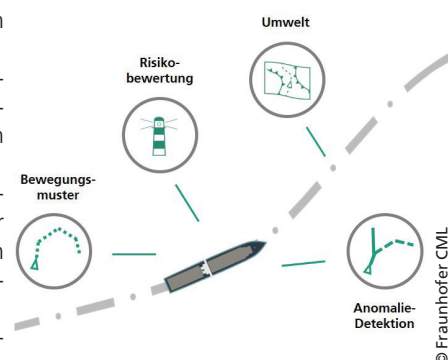 Umwelt
Risiko-
bewertung
Bewegungs-
muster
Anomalie-
Detektion
© Fraunhofer CML